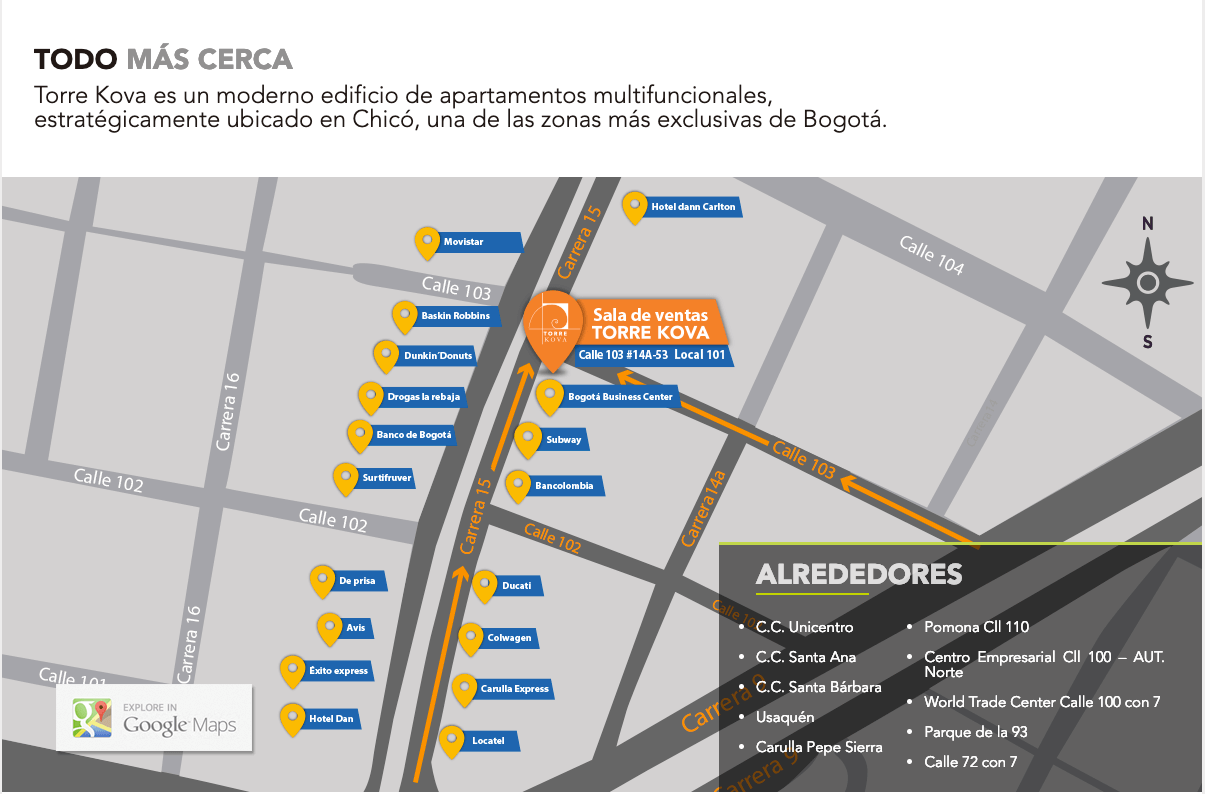 TODO MÁS CERCA
Torre Kova es un moderno edificio de apartamentos multifuncionales,
estratégicamente ubicado en Chicó, una de las zonas más exclusivas de Bogotá.
Hotel dann Carlton
Carrera 15
Movistar
Calle 104
N
S
Calle 103
Baskin Robbins
TORRE
KOVA
Sala de ventas
TORRE KOVA
Calle 103 #14A-53 Local 101
Dunkin'Donuts
Drogas la rebaja
Bogotá Business Center
Carrera 16
Carrera 14
Banco de Bogotá
Subway
Calle 103
Surtifruver
Bancolombia
Calle 102
Calle 102
Carrera 15
Carrera 14a
Calle 102
De prisa
Ducati
Avis
Colwagen
Carrera 16
Éxito express
Carulla Express
Calle 101
Hotel Dan
Locatel
EXPLORE IN
Google Maps
Calle 10
Carrera 9
Carrera 9
ALREDEDORES
• C.C. Unicentro
• C.C. Santa Ana
• C.C. Santa Bárbara
• Usaquén
• Carulla Pepe Sierra
• Pomona Cll 110
• Centro Empresarial Cll 100 – AUT.
Norte
• World Trade Center Calle 100 con 7
• Parque de la 93
• Calle 72 con 7